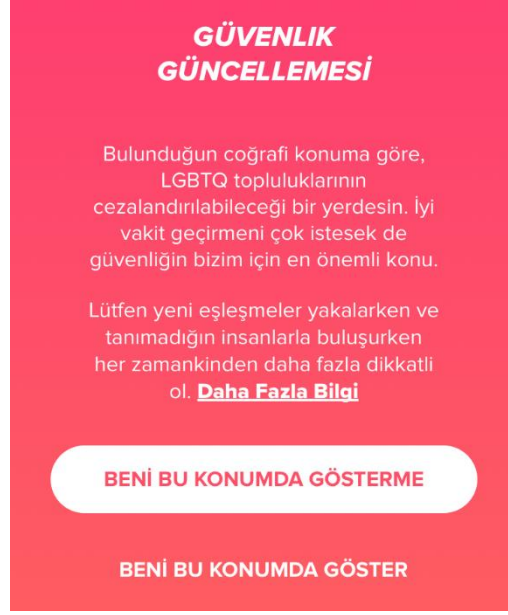 GÜVENLIK
GÜNCELLEMESİ
Bulunduğun coğrafi konuma göre,
LGBTQ topluluklarının
cezalandırılabileceği bir yerdesin. İyi
vakit geçirmeni çok istesek de
güvenliğin bizim için en önemli konu.
Lütfen yeni eşleşmeler yakalarken ve
tanımadığın insanlarla buluşurken
her zamankinden daha fazla dikkatli
ol. Daha Fazla Bilgi
BENİ BU KONUMDA GÖSTERME
BENİ BU KONUMDA GÖSTER